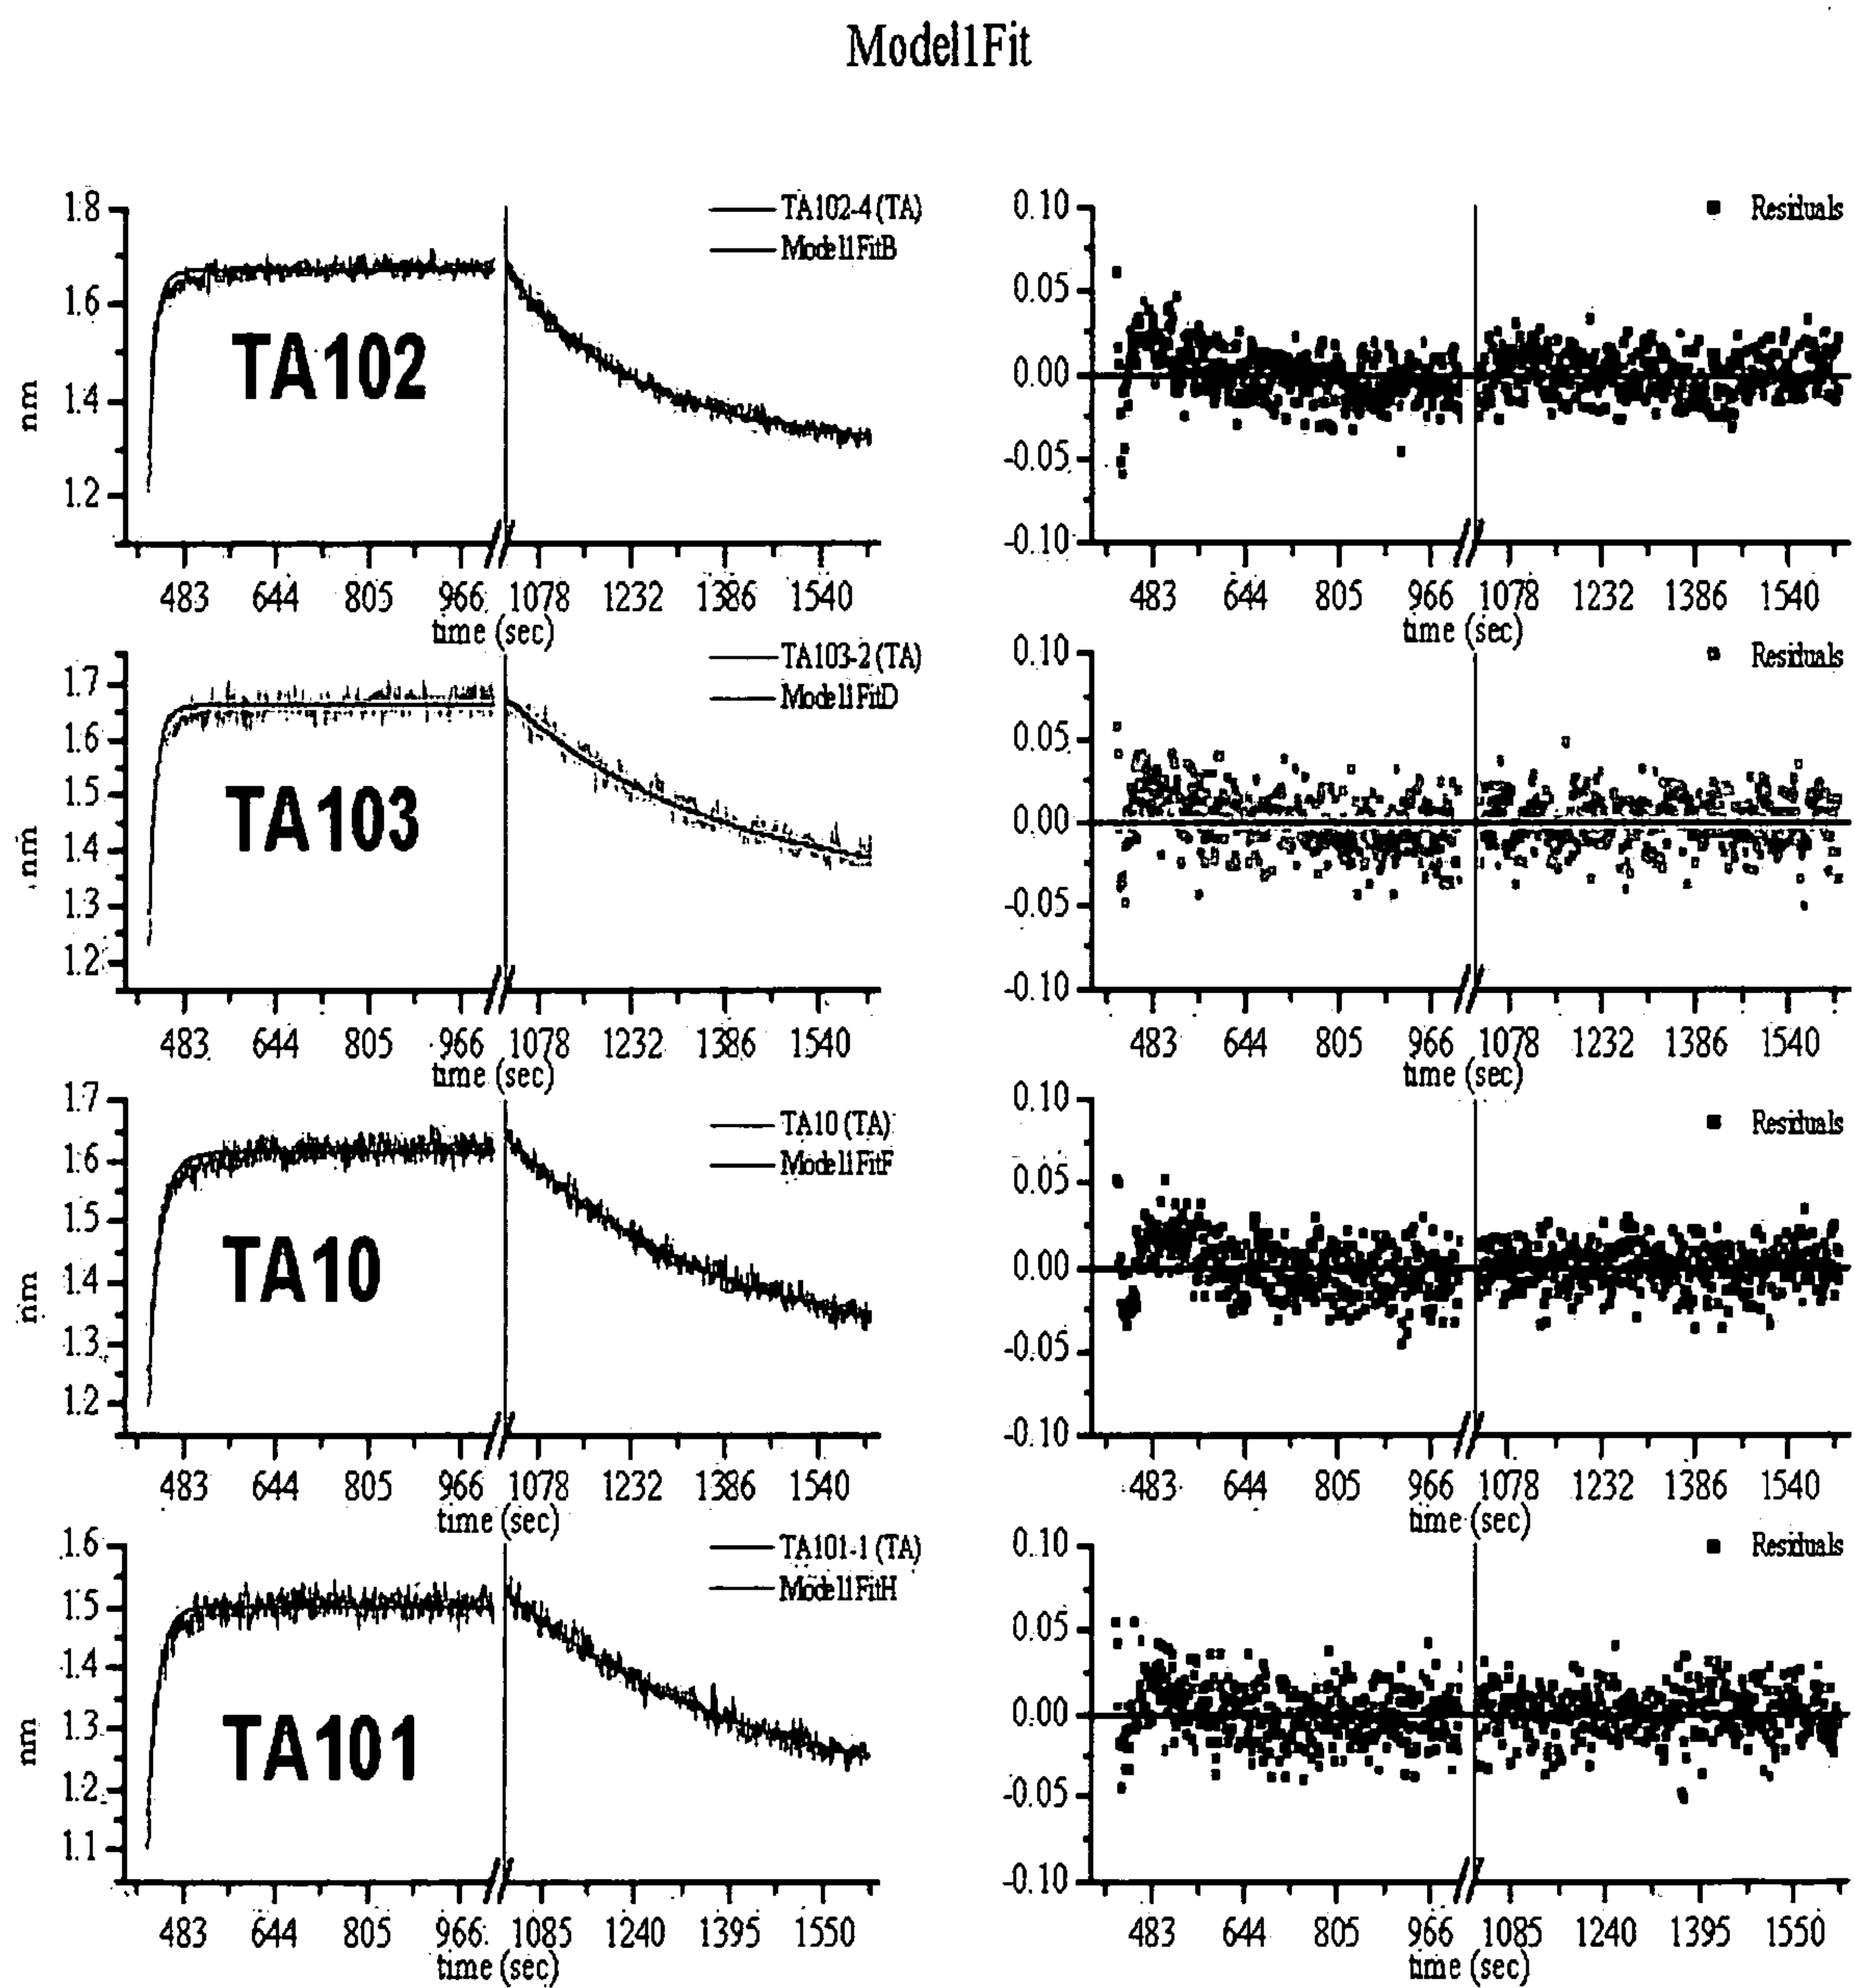 Model1Fit
1.8
1.6
1.4
1.2
nm
TA102-4 (TA)
Model1FitB
TA102
483 644 805 966 1078 1232 1386 1540
time (sec)
0.10
0.05
0.00
-0.05
-0.10
Residuals
483 644 805 966 1078 1232 1386 1540
time (sec)
1.7
1.6
1.5
1.4
1.3
1.2
nm
TA103-2 (TA)
Model1FitD
TA103
483 644 805 966 1078 1232 1386 1540
time (sec)
0.10
0.05
0.00
-0.05
-0.10
Residuals
483 644 805 966 1078 1232 1386 1540
time (sec)
1.7
1.6
1.5
1.4
1.3
1.2
nm
TA10 (TA)
Model1FitF
TA10
483 644 805 966 1078 1232 1386 1540
time (sec)
0.10
0.05
0.00
-0.05
-0.10
Residuals
483 644 805 966 1078 1232 1386 1540
time (sec)
1.6
1.5
1.4
1.3
1.2
1.1
nm
TA101-1 (TA)
Model1FitH
TA101
483 644 805 966 1085 1240 1395 1550
time (sec)
0.10
0.05
0.00
-0.05
-0.10
Residuals
483 644 805 966 1085 1240 1395 1550
time (sec)